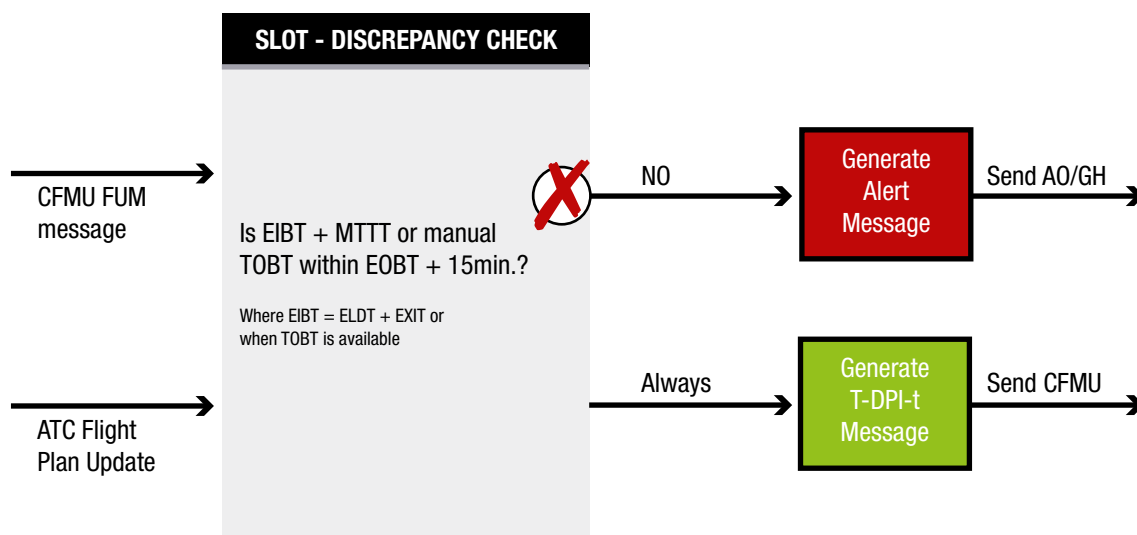 SLOT - DISCREPANCY CHECK
CFMU FUM
message
ATC Flight
Plan Update
Is EIBT + MTTT or manual
TOBT within EOBT + 15min.?
Where EIBT = ELDT + EXIT or
when TOBT is available
NO
Generate
Alert
Message
Send AO/GH
Always
Generate
T-DPI-t
Message
Send CFMU